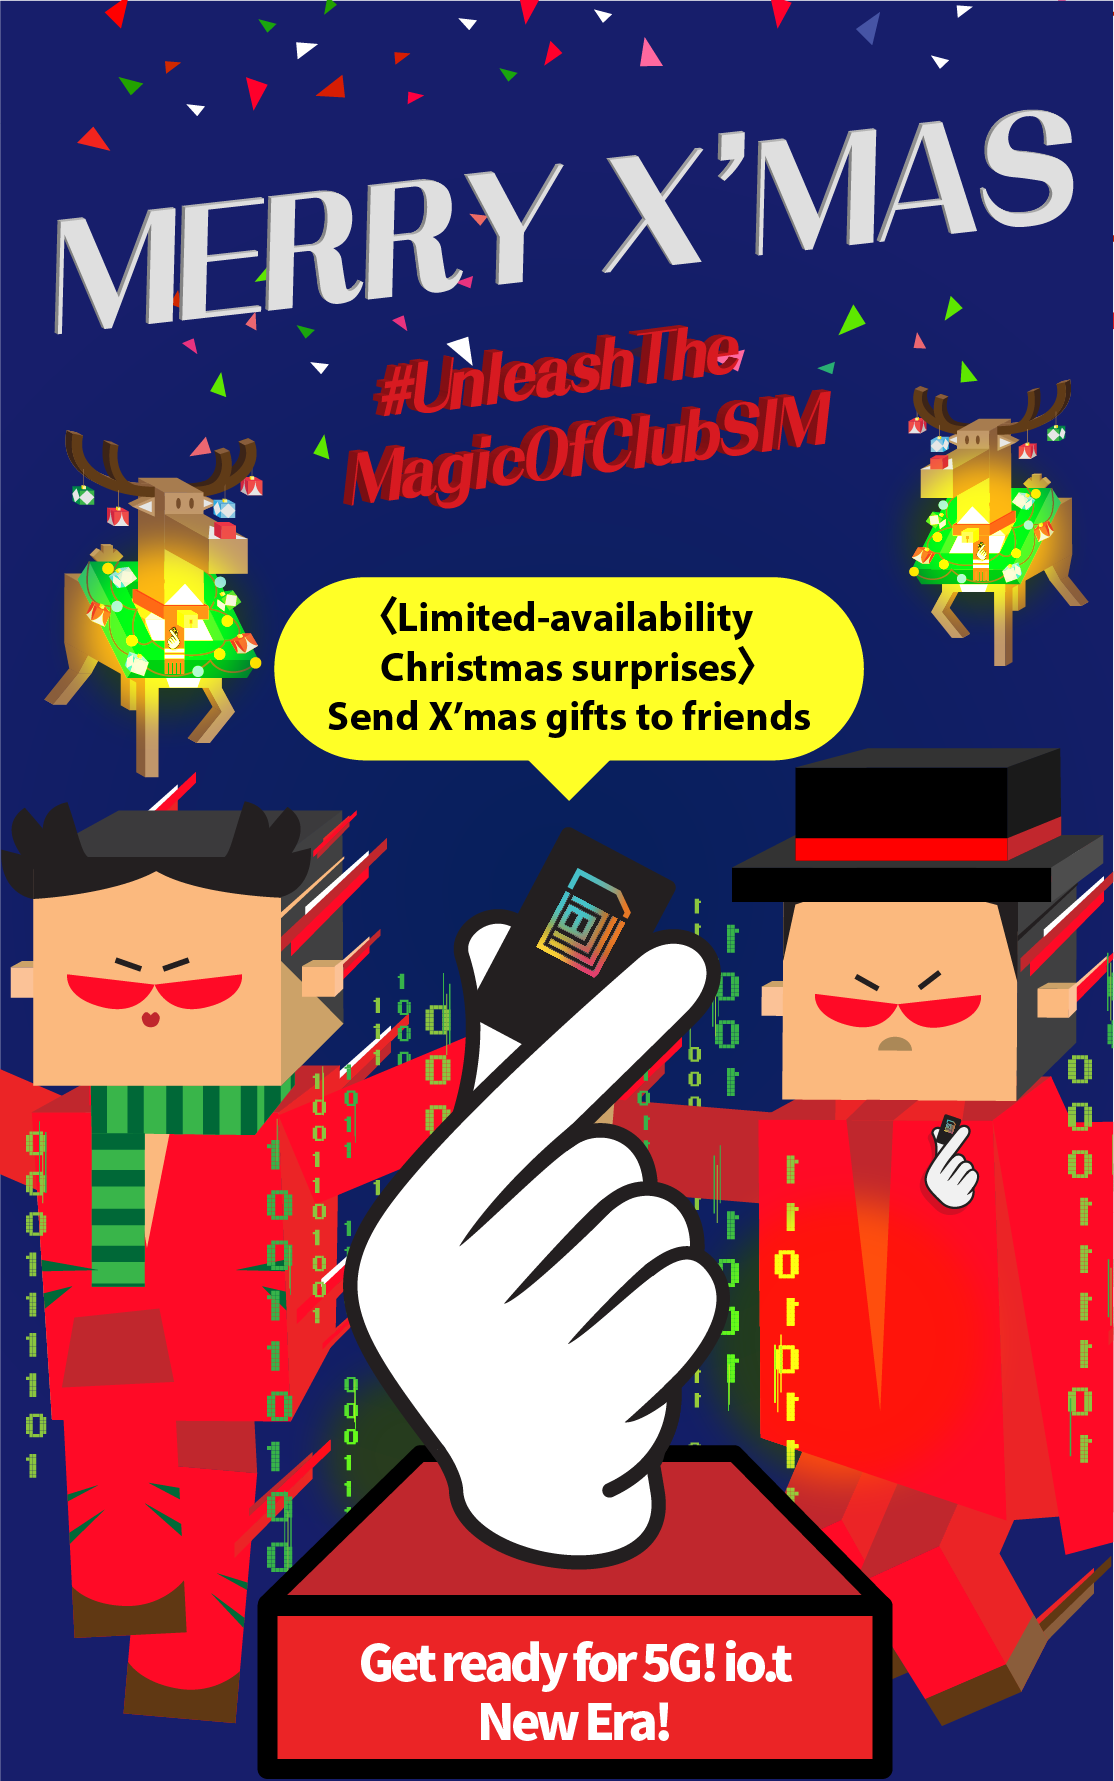 MERRY X’MAS
#UnleashThe
MagicOfClubSIM
〈Limited-availability
Christmas surprises〉
Send X’mas gifts to friends
Get ready for 5G! io.t
New Era!